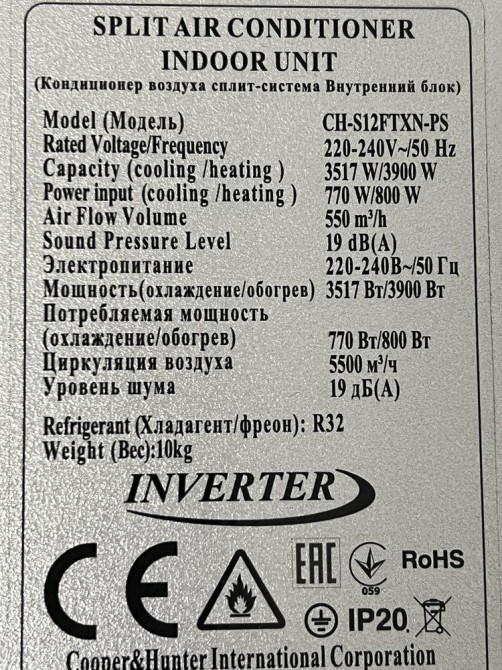 SPLIT AIR CONDITIONER
INDOOR UNIT
(Кондиционер воздуха сплит-система Внутренний блок)
Model (Модель) CH-S12FTXN-PS
Rated Voltage/Frequency 220-240V~/50 Hz
Capacity (cooling /heating ) 3517 W/3900 W
Power input (cooling /heating ) 770 W/800 W
Air Flow Volume 550 m³/h
Sound Pressure Level 19 dB(A)
Электропитание 220-240В~/50 Гц
Мощность(охлаждение/обогрев) 3517 Вт/3900 Вт
Потребляемая мощность
(охлаждение/обогрев) 770 Вт/800 Вт
Циркуляция воздуха 5500 м³/ч
Уровень шума 19 дБ(А)
Refrigerant (Хладагент/фреон): R32
Weight (Вес):10kg
INVERTER
CE
EAC
059
RoHS
IP20
Cooper&Hunter International Corporation